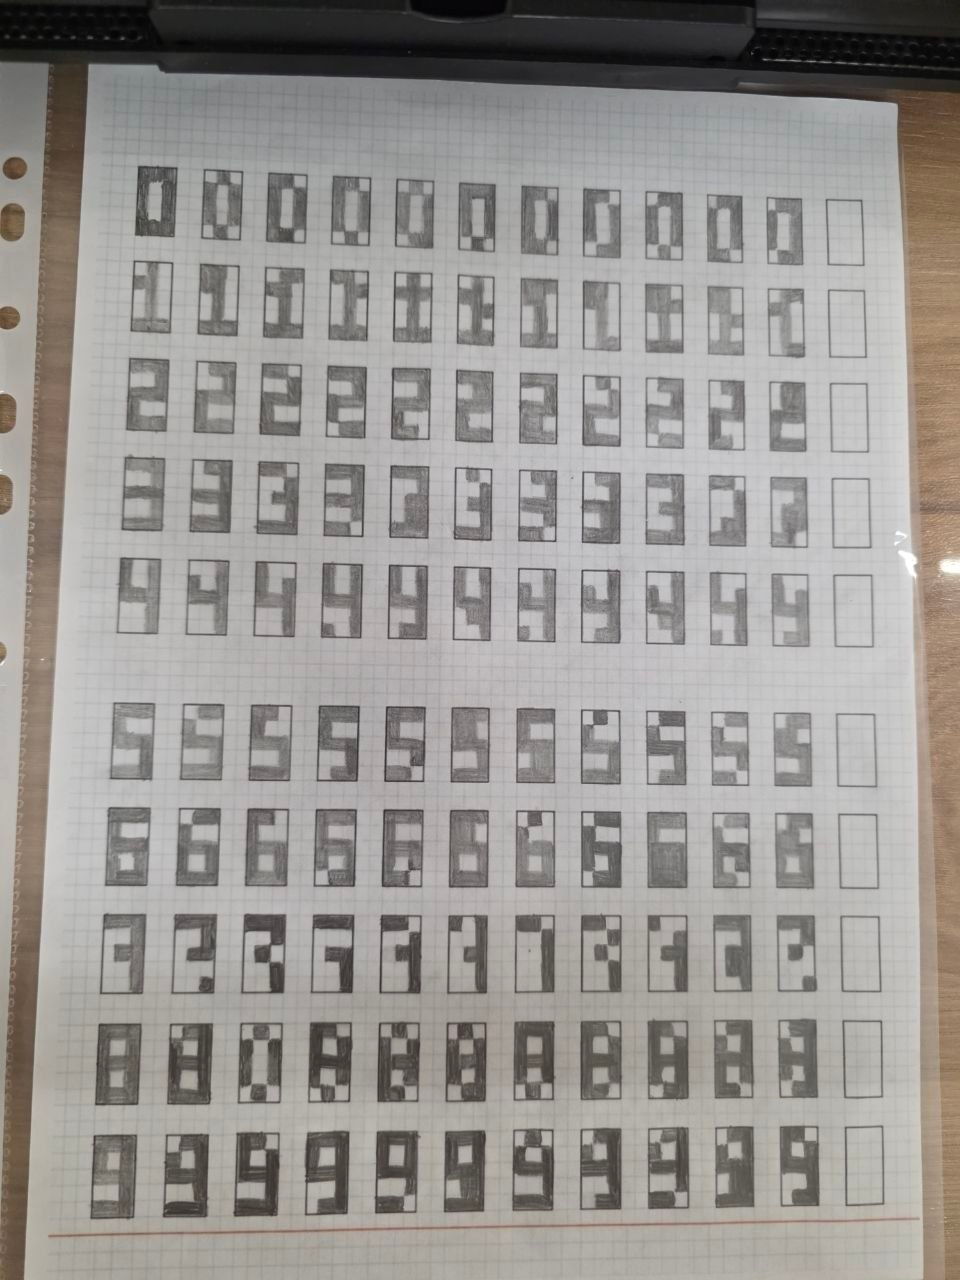 0 0 0 0 0 0 0 0 0 0 0
1 1 1 1 1 1 1 1 1 1 1
2 2 2 2 2 2 2 2 2 2 2
3 3 3 3 3 3 3 3 3 3 3
4 4 4 4 4 4 4 4 4 4 4
5 5 5 5 5 5 5 5 5 5 5
6 6 6 6 6 6 6 6 6 6 6
7 7 7 7 7 7 7 7 7 7 7
8 8 8 8 8 8 8 8 8 8 8
9 9 9 9 9 9 9 9 9 9 9